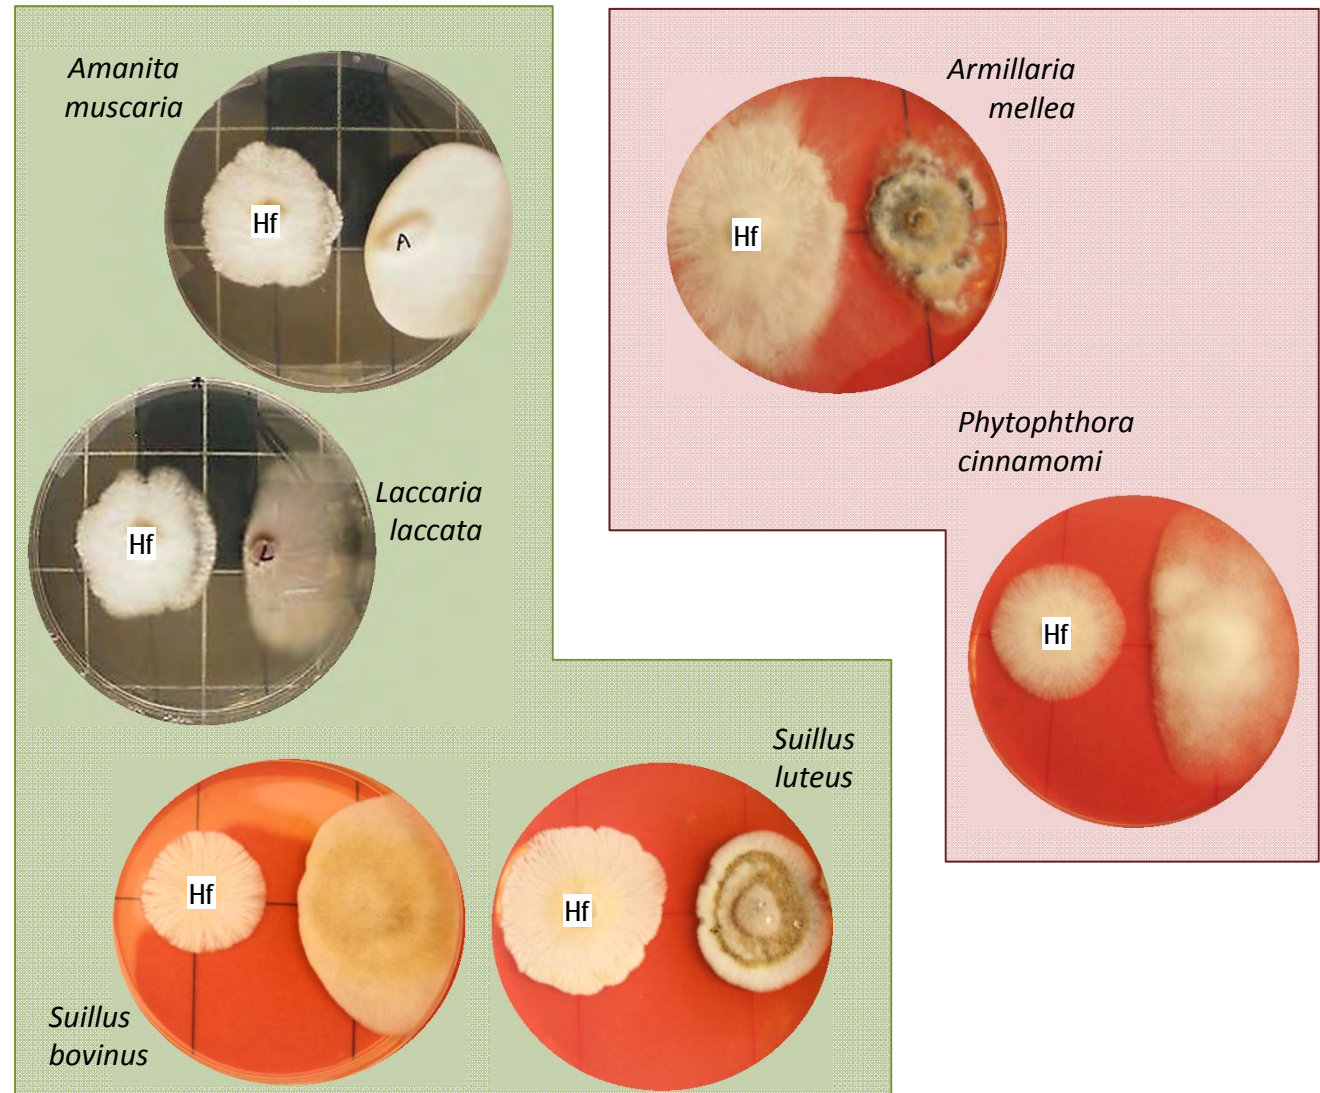 Amanita
muscaria
Hf
A
Armillaria
mellea
Hf
Laccaria
laccata
Hf
L
Phytophthora
cinnamomi
Hf
Suillus
luteus
Hf
Hf
Suillus
bovinus